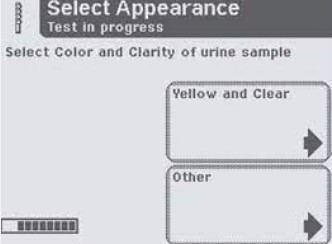 Select Appearance
Test in progress
Select Color and Clarity of urine sample
Yellow and Clear
Other